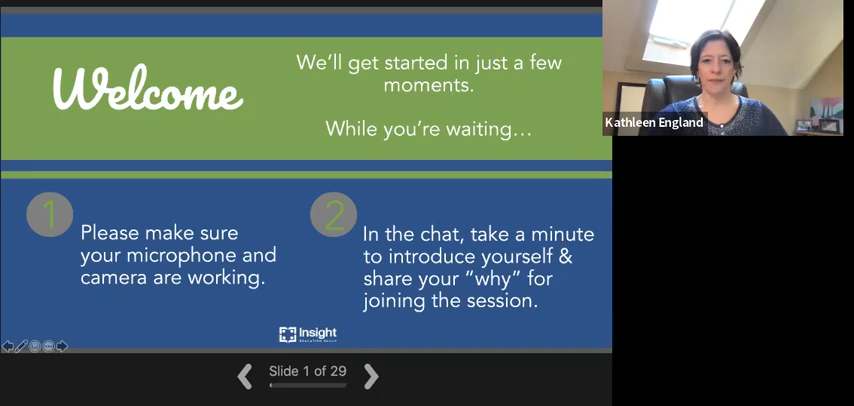 Welcome
We'll get started in just a few
moments.
While you're waiting...
Kathleen England
1
Please make sure
your microphone and
camera are working.
2
In the chat, take a minute
to introduce yourself &
share your "why" for
joining the session.
Insight
EDUCATION GROUP
Slide 1 of 29